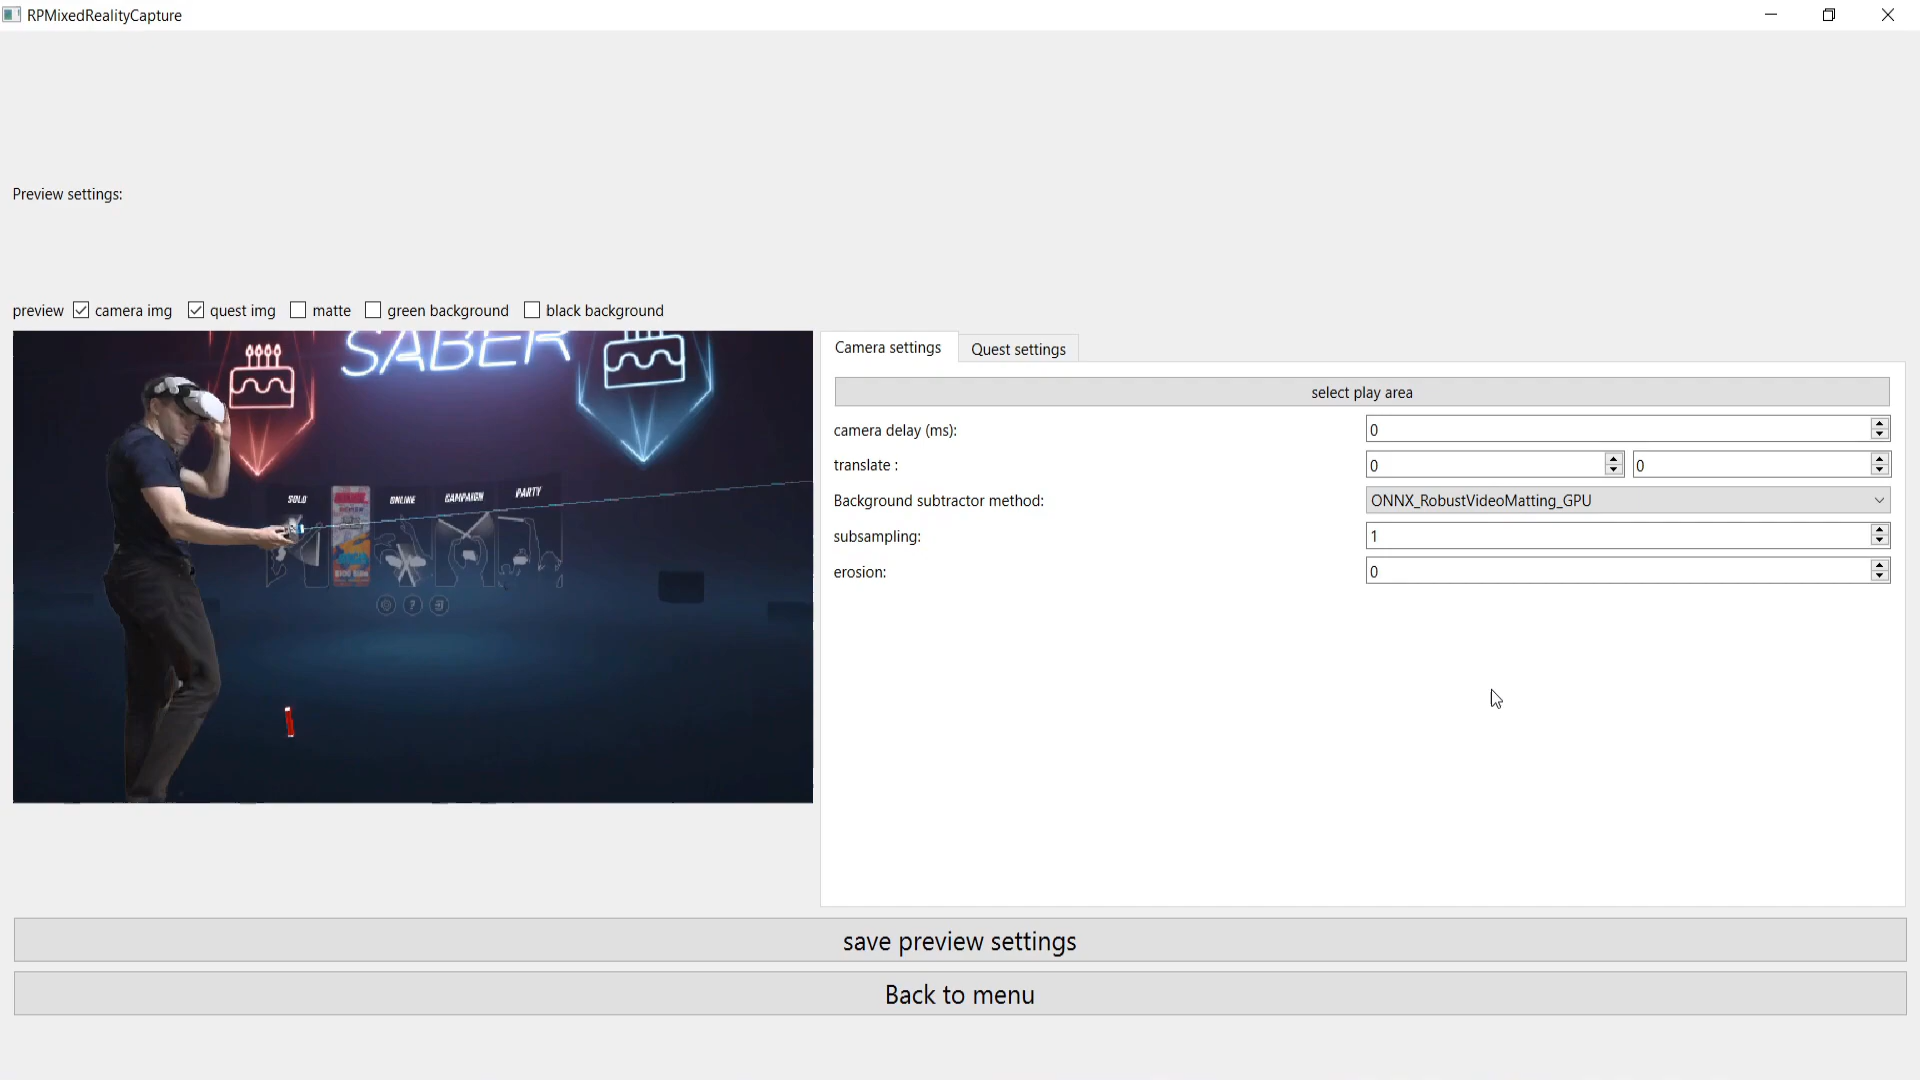 RPMixedRealityCapture
Preview settings:
preview camera img quest img matte green background black background
SABER
SOLO ONLINE CAMPAIGN PARTY
?
Camera settings Quest settings
select play area
camera delay (ms): 0
translate : 0 0
Background subtractor method: ONNX_RobustVideoMatting_GPU
subsampling: 1
erosion: 0
save preview settings
Back to menu